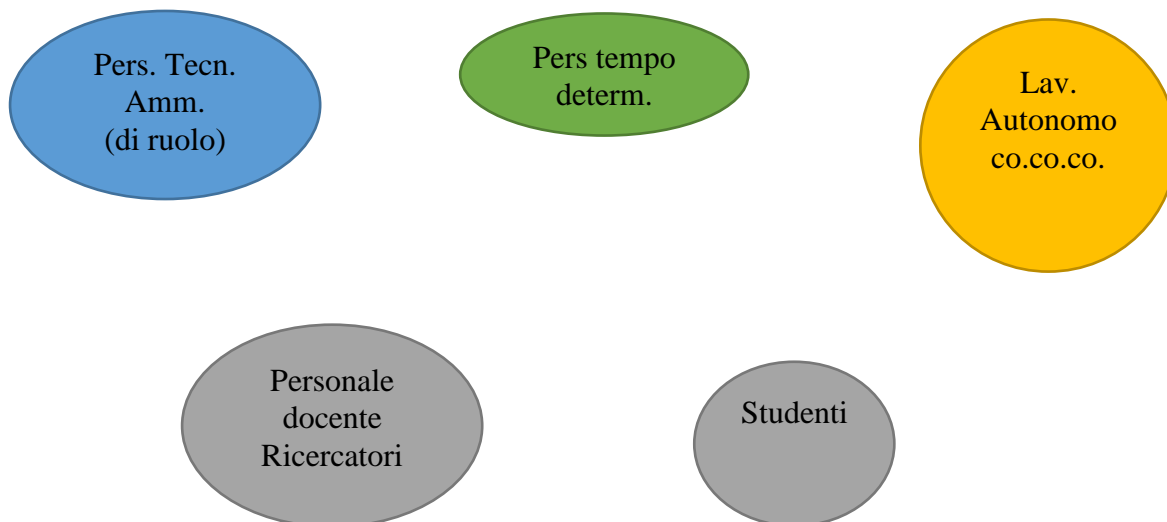 Pers. Tecn.
Amm.
(di ruolo)
Pers tempo
determ.
Lav.
Autonomo
co.co.co.
Personale
docente
Ricercatori
Studenti